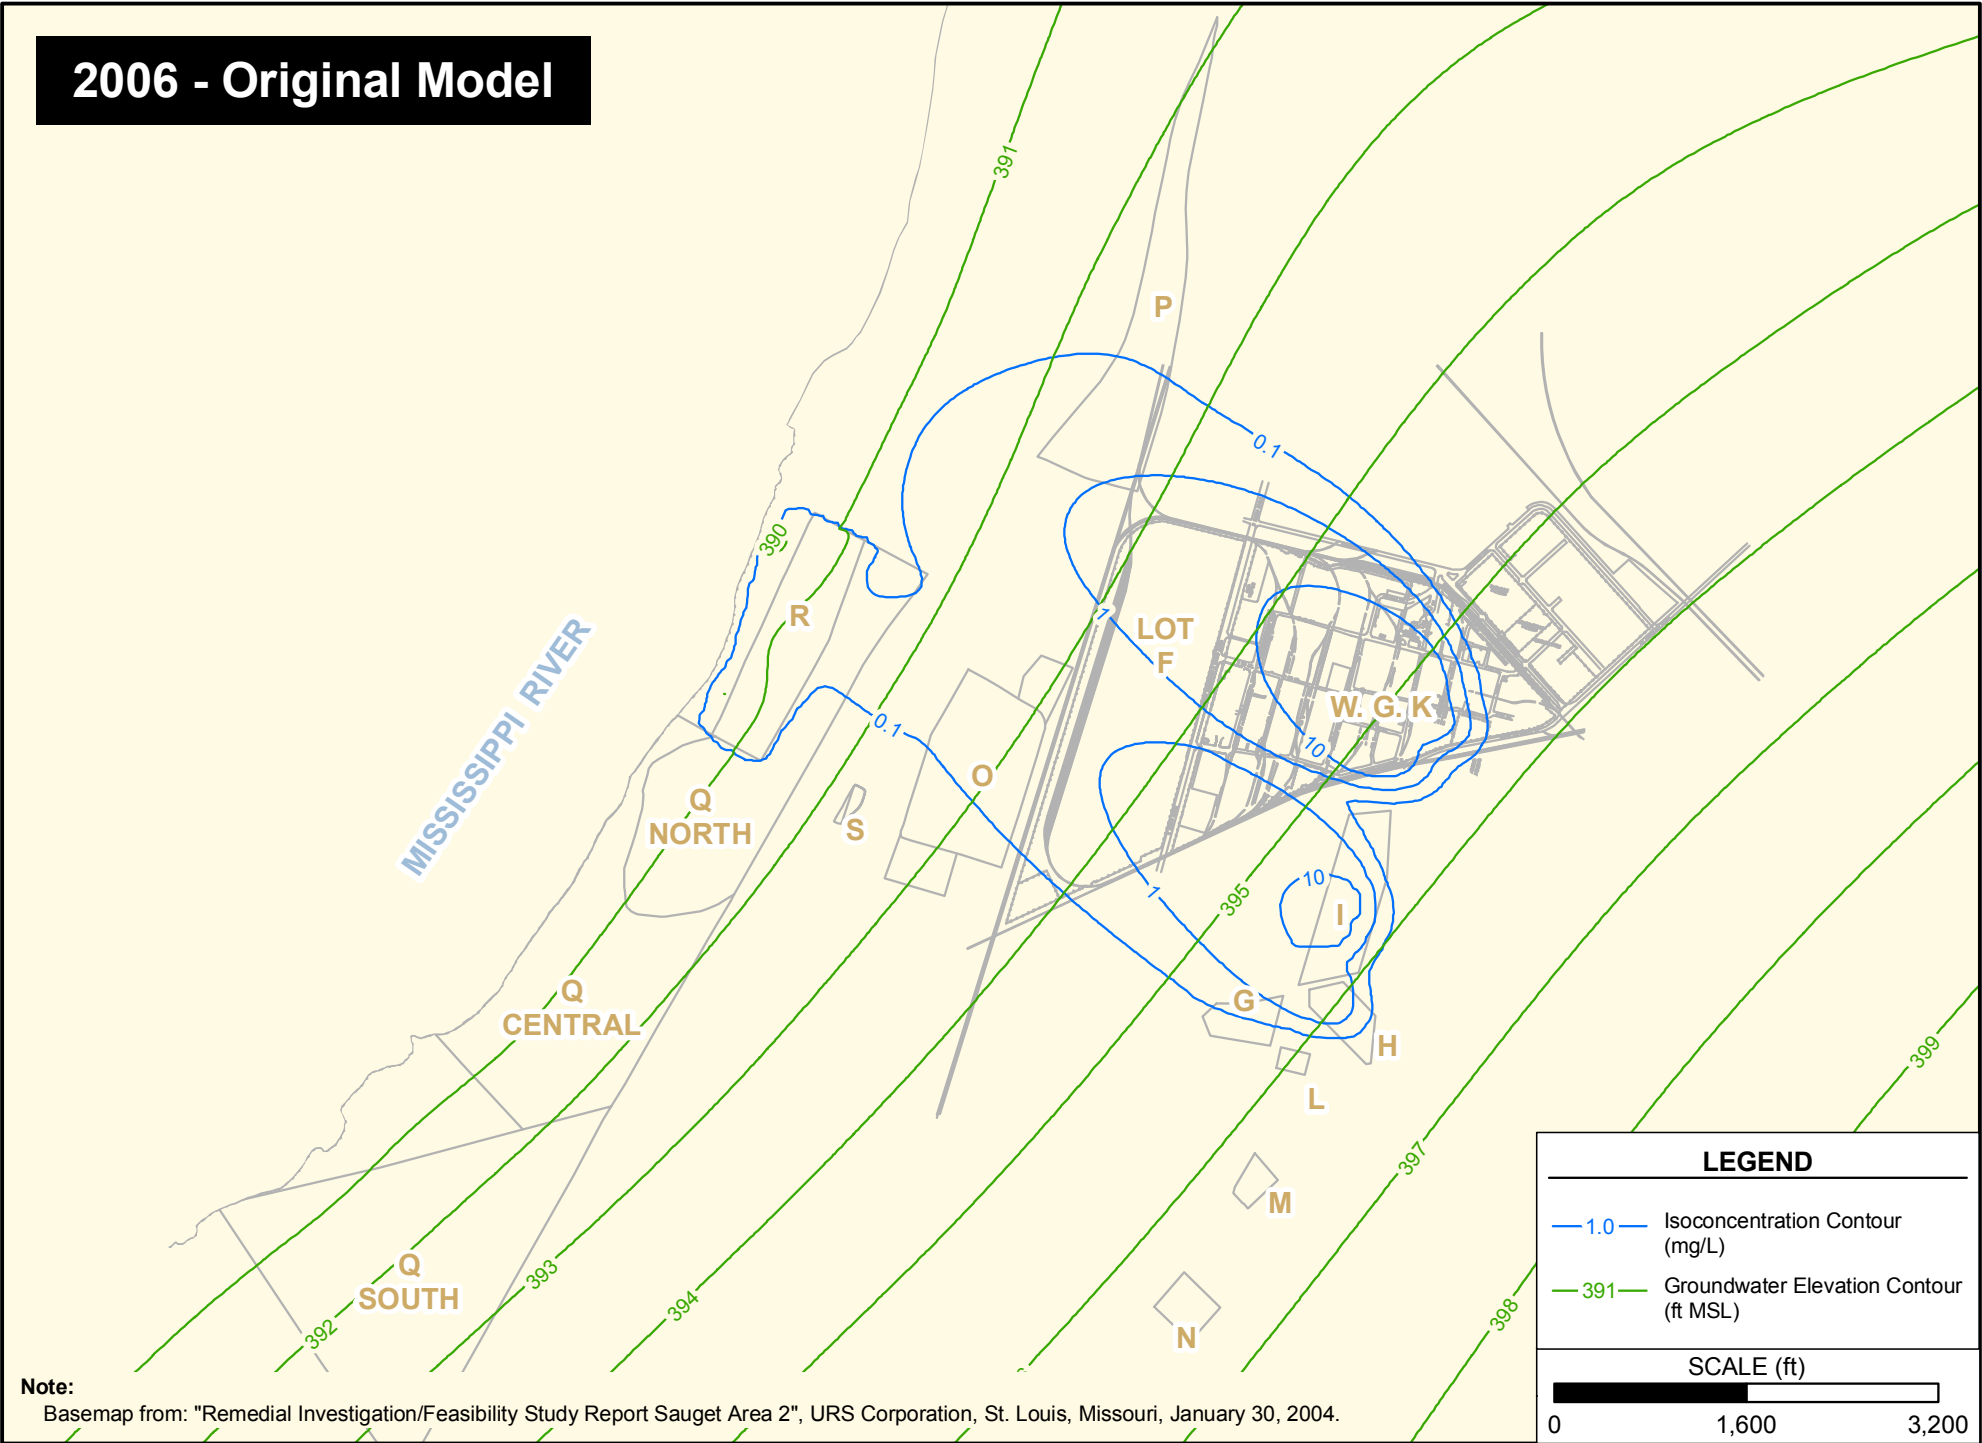 2006 - Original Model
391
P
0.1
390
R
1
LOT
F
W. G. K
MISSISSIPPI RIVER
0.1
10
O
Q
NORTH
S
10
1
395
I
Q
CENTRAL
G
H
L
399
397
M
Q
SOUTH
393
394
392
N
398
LEGEND
1.0 Isoconcentration Contour
(mg/L)
391 Groundwater Elevation Contour
(ft MSL)
SCALE (ft)
0 1,600 3,200
Note:
Basemap from: "Remedial Investigation/Feasibility Study Report Sauget Area 2", URS Corporation, St. Louis, Missouri, January 30, 2004.